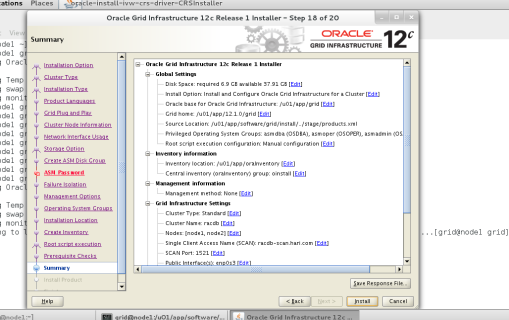 Places
oracle-install-ivw-crs-driver-CRSInstaller
Oracle Grid Infrastructure 12c Release 1 Installer - Step 18 of 20
Summary
ORACLE
GRID INFRASTRUCTURE
12c
Installation Option
Cluster Type
Installation Type
Product Languages
Grid Plug and Play
Cluster Node Information
Network Interface Usage
Storage Option
Create ASM Disk Group
ASM Password
Failure Isolation
Management Options
Operating System Groups
Installation Location
Create Inventory
Root script execution
Prerequisite Checks
Summary
Install Product
Oracle Grid Infrastructure 12c Release 1 Installer
Global Settings
Disk Space: required 6.9 GB available 37.91 GB [Edit]
Install Option: Install and Configure Oracle Grid Infrastructure for a Cluster [Edit]
Oracle base for Oracle Grid Infrastructure: /u01/app/grid [Edit]
Grid home: /u01/app/12.1.0/grid [Edit]
Source Location: /u01/app/software/grid/install/../stage/products.xml
Privileged Operating System Groups: asmdba (OSDBA), asmoper (OSOPER), asmadmin (OS
Root script execution configuration: Manual configuration [Edit]
Inventory information
Inventory location: /u01/app/oraInventory [Edit]
Central inventory (oraInventory) group: oinstall [Edit]
Management information
Management method: None [Edit]
Grid Infrastructure Settings
Cluster Type: Standard [Edit]
Cluster Name: racdb [Edit]
Nodes: [node1, node2] [Edit]
Single Client Access Name (SCAN): racdb-scan.hari.com [Edit]
SCAN Port: 1521 [Edit]
Public Interface(s): enp0s3 [Edit]
...[grid@node1 grid]
Save Response File...
Help
< Back
Next >
Install
Cancel
grid@node1:/u01/app/software/...
Oracle Grid Infrastructure 12c ...